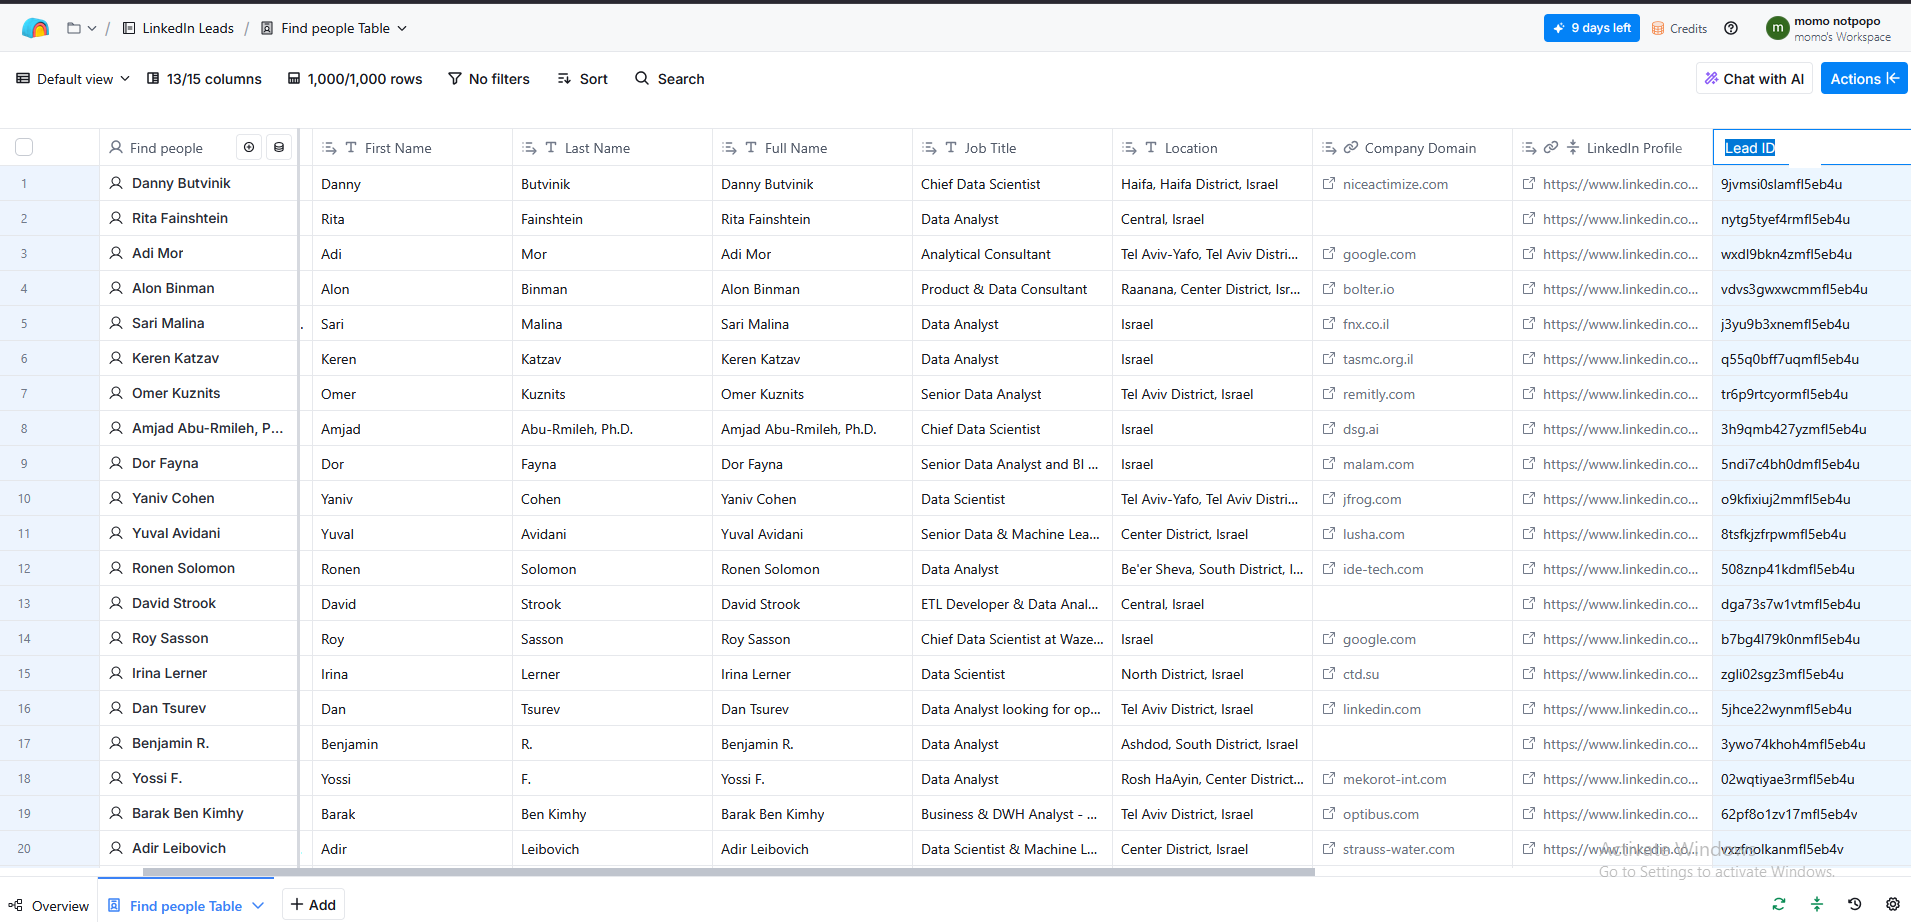 LinkedIn Leads / Find people Table
9 days left
Credits
m
momo notpopo
momo's Workspace
Default view
13/15 columns
1,000/1,000 rows
No filters
Sort
Search
Chat with AI
Actions
Find people First Name Last Name Full Name Job Title Location Company Domain LinkedIn Profile Lead ID
1 Danny Butvinik Danny Butvinik Danny Butvinik Chief Data Scientist Haifa, Haifa District, Israel niceactimize.com https://www.linkedin.co... 9jvmsi0slamfl5eb4u
2 Rita Fainshtein Rita Fainshtein Rita Fainshtein Data Analyst Central, Israel https://www.linkedin.co... nytg5tyef4rmfl5eb4u
3 Adi Mor Adi Mor Adi Mor Analytical Consultant Tel Aviv-Yafo, Tel Aviv Distri... google.com https://www.linkedin.co... wxdl9bkn4zmfl5eb4u
4 Alon Binman Alon Binman Alon Binman Product & Data Consultant Raanana, Center District, Isr... bolter.io https://www.linkedin.co... vdvs3gwxwcmmfl5eb4u
5 Sari Malina Sari Malina Sari Malina Data Analyst Israel fnx.co.il https://www.linkedin.co... j3yu9b3xnemfl5eb4u
6 Keren Katzav Keren Katzav Keren Katzav Data Analyst Israel tasmc.org.il https://www.linkedin.co... q55q0bff7uqmfl5eb4u
7 Omer Kuznits Omer Kuznits Omer Kuznits Senior Data Analyst Tel Aviv District, Israel remitly.com https://www.linkedin.co... tr6p9rtcyormfl5eb4u
8 Amjad Abu-Rmileh, P... Amjad Abu-Rmileh, Ph.D. Amjad Abu-Rmileh, Ph.D. Chief Data Scientist Israel dsg.ai https://www.linkedin.co... 3h9qmb427yzmfl5eb4u
9 Dor Fayna Dor Fayna Dor Fayna Senior Data Analyst and BI ... Israel malam.com https://www.linkedin.co... 5ndi7c4bh0dmfl5eb4u
10 Yaniv Cohen Yaniv Cohen Yaniv Cohen Data Scientist Tel Aviv-Yafo, Tel Aviv Distri... jfrog.com https://www.linkedin.co... o9kfixiuj2mmfl5eb4u
11 Yuval Avidani Yuval Avidani Yuval Avidani Senior Data & Machine Lea... Center District, Israel lusha.com https://www.linkedin.co... 8tsfkjzfrpwmfl5eb4u
12 Ronen Solomon Ronen Solomon Ronen Solomon Data Analyst Be'er Sheva, South District, I... ide-tech.com https://www.linkedin.co... 508znp41kdmfl5eb4u
13 David Strook David Strook David Strook ETL Developer & Data Anal... Central, Israel https://www.linkedin.co... dga73s7w1vtmfl5eb4u
14 Roy Sasson Roy Sasson Roy Sasson Chief Data Scientist at Waze... Israel google.com https://www.linkedin.co... b7bg4l79k0nmfl5eb4u
15 Irina Lerner Irina Lerner Irina Lerner Data Scientist North District, Israel ctd.su https://www.linkedin.co... zgli02sgz3mfl5eb4u
16 Dan Tsurev Dan Tsurev Dan Tsurev Data Analyst looking for op... Tel Aviv District, Israel linkedin.com https://www.linkedin.co... 5jhce22wynmfl5eb4u
17 Benjamin R. Benjamin R. Benjamin R. Data Analyst Ashdod, South District, Israel https://www.linkedin.co... 3ywo74khoh4mfl5eb4u
18 Yossi F. Yossi F. Yossi F. Data Analyst Rosh HaAyin, Center District... mekorot-int.com https://www.linkedin.co... 02wqtiyae3rmfl5eb4u
19 Barak Ben Kimhy Barak Ben Kimhy Barak Ben Kimhy Business & DWH Analyst - ... Tel Aviv District, Israel optibus.com https://www.linkedin.co... 62pf8o1zv17mfl5eb4v
20 Adir Leibovich Adir Leibovich Adir Leibovich Data Scientist & Machine L... Center District, Israel strauss-water.com https://www.linkedin.co...
Activate Windows
Go to Settings to activate Windows.
Overview
Find people Table
Add